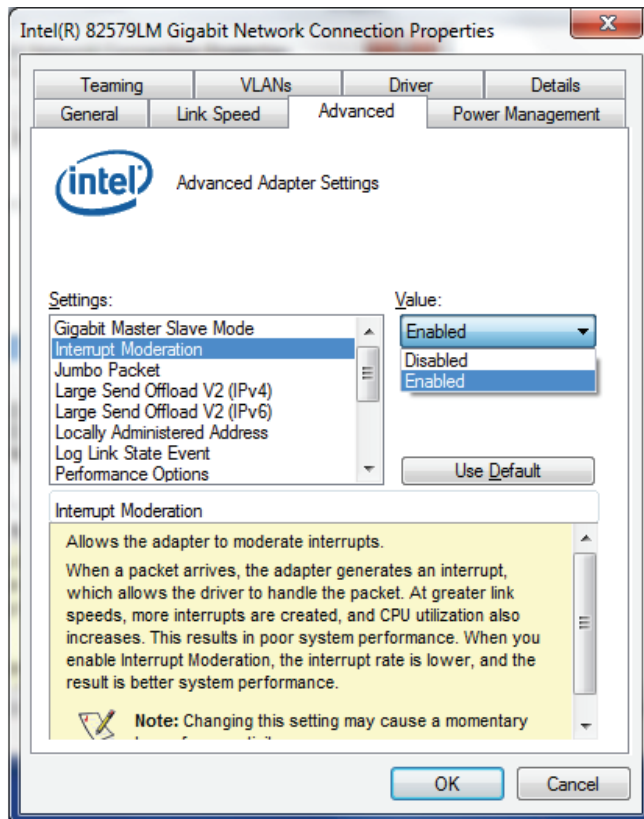 Intel(R) 82579LM Gigabit Network Connection Properties
Teaming
VLANs
Driver
Details
General
Link Speed
Advanced
Power Management
intel
Advanced Adapter Settings
Settings:
Value:
Gigabit Master Slave Mode
Interrupt Moderation
Jumbo Packet
Large Send Offload V2 (IPv4)
Large Send Offload V2 (IPv6)
Locally Administered Address
Log Link State Event
Performance Options
Enabled
Disabled
Enabled
Use Default
Interrupt Moderation
Allows the adapter to moderate interrupts.
When a packet arrives, the adapter generates an interrupt,
which allows the driver to handle the packet. At greater link
speeds, more interrupts are created, and CPU utilization also
increases. This results in poor system performance. When you
enable Interrupt Moderation, the interrupt rate is lower, and the
result is better system performance.
Note: Changing this setting may cause a momentary
OK
Cancel